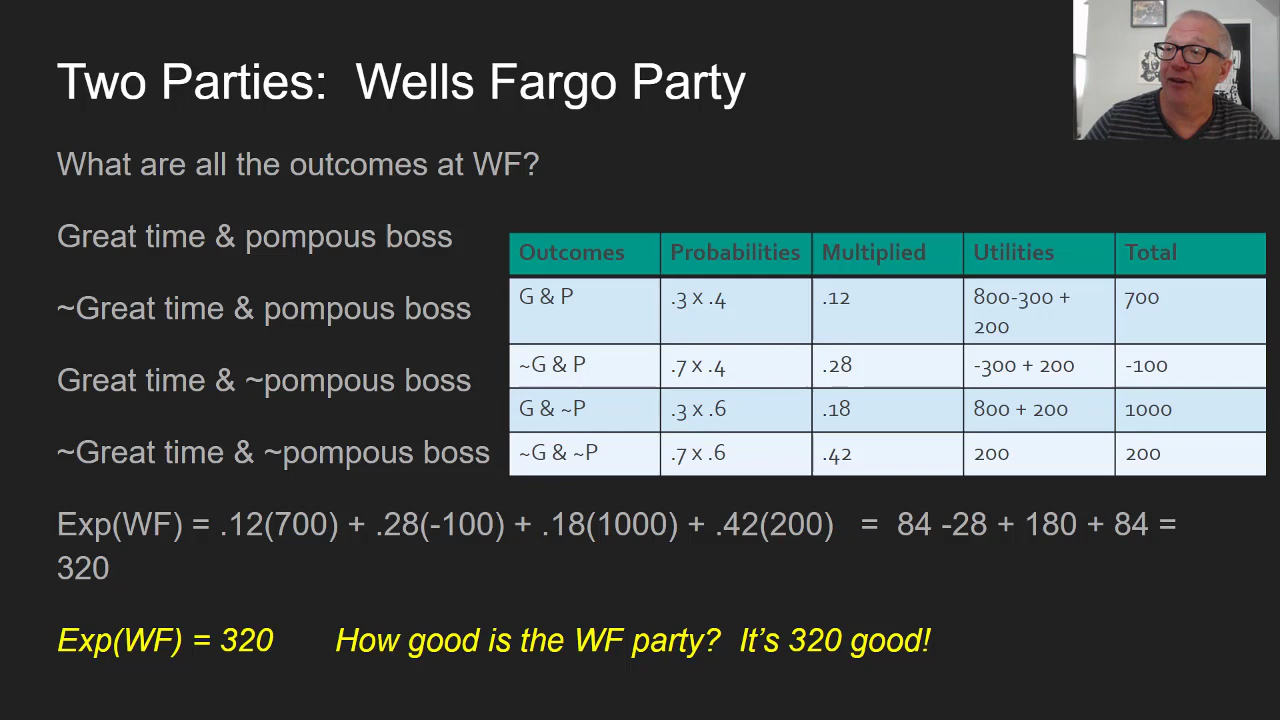 Two Parties:  Wells Fargo Party
What are all the outcomes at WF?
Great time & pompous boss
~Great time & pompous boss
Great time & ~pompous boss
~Great time & ~pompous boss
Outcomes Probabilities Multiplied Utilities Total
G & P .3 x .4 .12 800-300 + 700
200
~G & P .7 x .4 .28 -300 + 200 -100
G & ~P .3 x .6 .18 800 + 200 1000
~G & ~P .7 x .6 .42 200 200
Exp(WF) = .12(700) + .28(-100) + .18(1000) + .42(200)   =  84 -28 + 180 + 84 =
320
Exp(WF) = 320       How good is the WF party?  It’s 320 good!